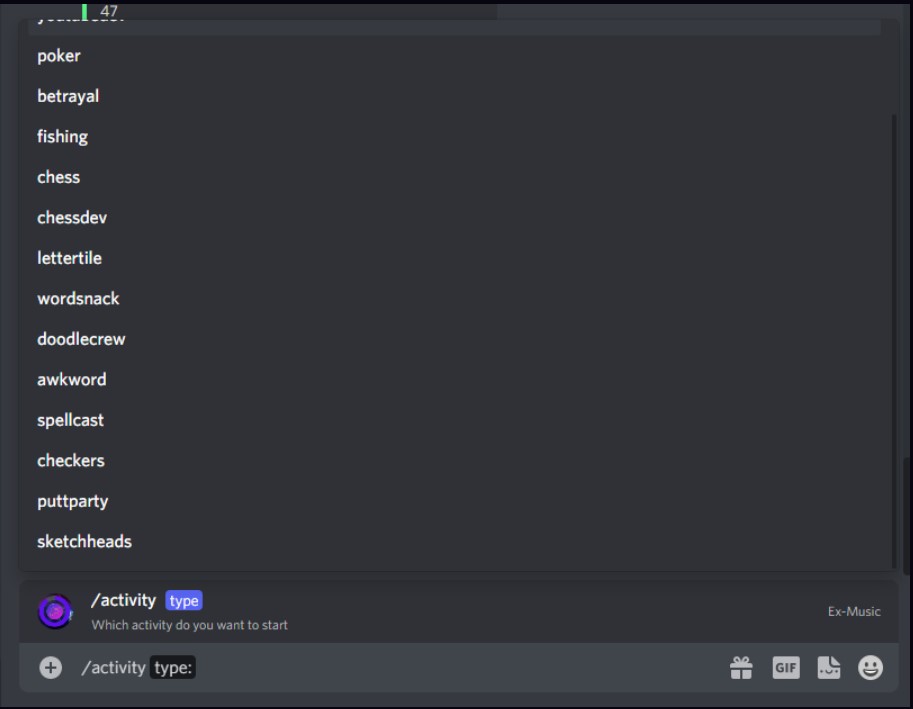 47
poker
betrayal
fishing
chess
chessdev
lettertile
wordsnack
doodlecrew
awkword
spellcast
checkers
puttparty
sketchheads
/activity type
Which activity do you want to start
Ex-Music
/activity type:
GIF